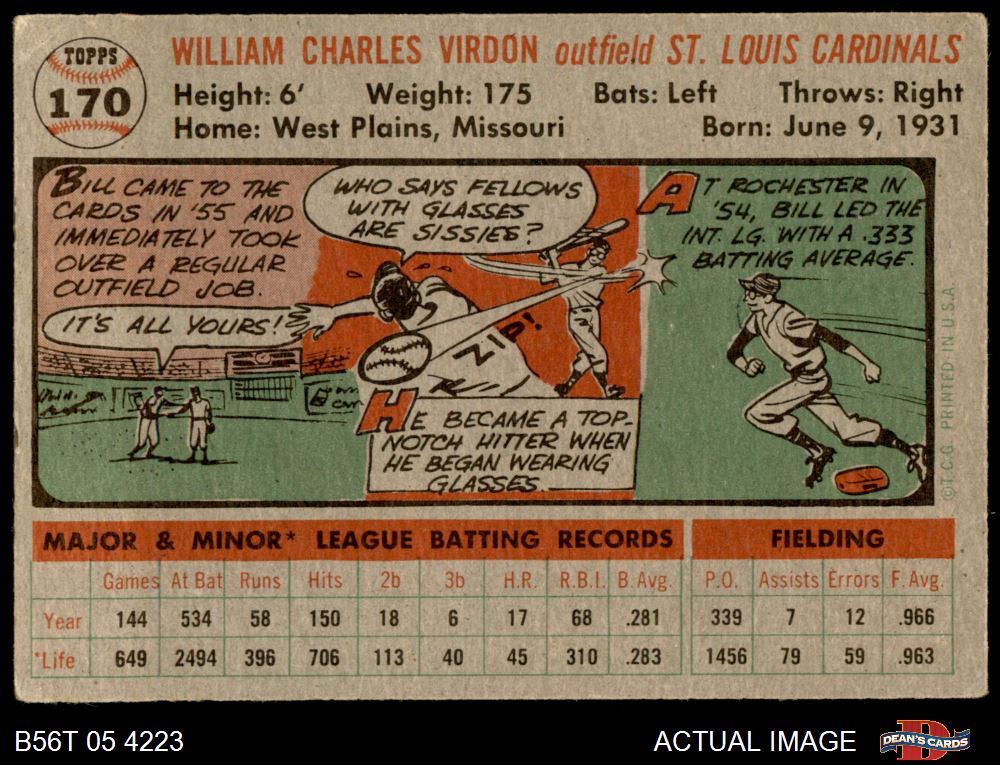 TOPPS
170
WILLIAM CHARLES VIRDON outfield ST. LOUIS CARDINALS
Height: 6' Weight: 175 Bats: Left Throws: Right
Home: West Plains, Missouri Born: June 9, 1931
BILL CAME TO THE
CARDS IN '55 AND
IMMEDIATELY TOOK
OVER A REGULAR
OUTFIELD JOB.
IT'S ALL YOURS!
WHO SAYS FELLOWS
WITH GLASSES
ARE SISSIES?
ZIP!
HE BECAME A TOP-
NOTCH HITTER WHEN
HE BEGAN WEARING
GLASSES.
AT ROCHESTER IN
'54, BILL LED THE
INT. LG. WITH A .333
BATTING AVERAGE.
©T.C.G. PRINTED IN U.S.A.
MAJOR & MINOR* LEAGUE BATTING RECORDS FIELDING
Games At Bat Runs Hits 2b 3b H.R. R.B.I. B.Avg. P.O. Assists Errors F. Avg.
Year 144 534 58 150 18 6 17 68 .281 339 7 12 .966
*Life 649 2494 396 706 113 40 45 310 .283 1456 79 59 .963
B56T 05 4223 ACTUAL IMAGE DEAN'S CARDS